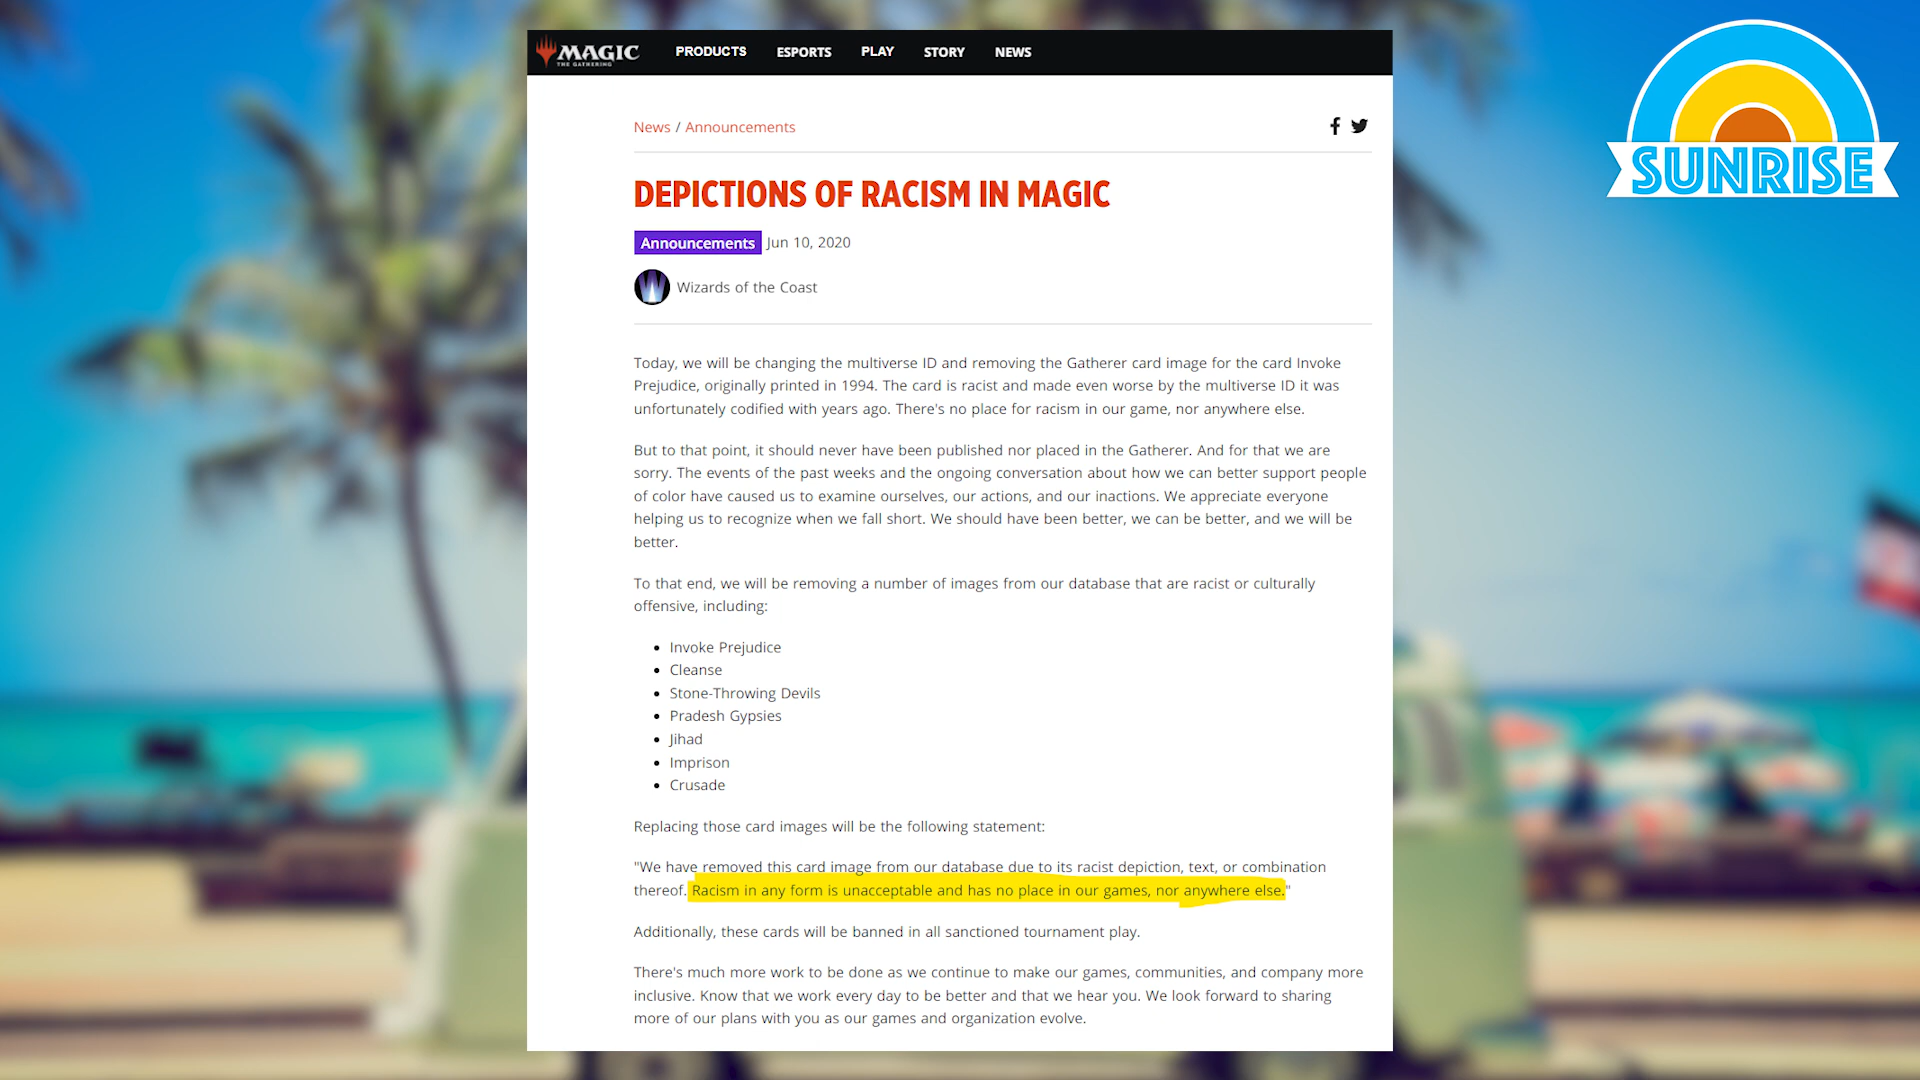 MAGIC
THE GATHERING
PRODUCTS ESPORTS PLAY STORY NEWS
SUNRISE
News / Announcements
DEPICTIONS OF RACISM IN MAGIC
Announcements Jun 10, 2020
Wizards of the Coast
Today, we will be changing the multiverse ID and removing the Gatherer card image for the card Invoke
Prejudice, originally printed in 1994. The card is racist and made even worse by the multiverse ID it was
unfortunately codified with years ago. There's no place for racism in our game, nor anywhere else.
But to that point, it should never have been published nor placed in the Gatherer. And for that we are
sorry. The events of the past weeks and the ongoing conversation about how we can better support people
of color have caused us to examine ourselves, our actions, and our inactions. We appreciate everyone
helping us to recognize when we fall short. We should have been better, we can be better, and we will be
better.
To that end, we will be removing a number of images from our database that are racist or culturally
offensive, including:
• Invoke Prejudice
• Cleanse
• Stone-Throwing Devils
• Pradesh Gypsies
• Jihad
• Imprison
• Crusade
Replacing those card images will be the following statement:
"We have removed this card image from our database due to its racist depiction, text, or combination
thereof. Racism in any form is unacceptable and has no place in our games, nor anywhere else."
Additionally, these cards will be banned in all sanctioned tournament play.
There's much more work to be done as we continue to make our games, communities, and company more
inclusive. Know that we work every day to be better and that we hear you. We look forward to sharing
more of our plans with you as our games and organization evolve.